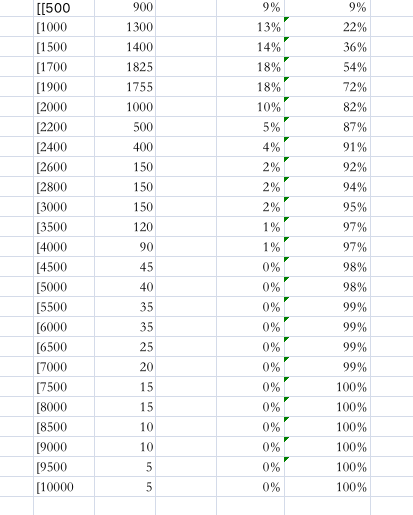 [[500 900 9% 9%
[1000 1300 13% 22%
[1500 1400 14% 36%
[1700 1825 18% 54%
[1900 1755 18% 72%
[2000 1000 10% 82%
[2200 500 5% 87%
[2400 400 4% 91%
[2600 150 2% 92%
[2800 150 2% 94%
[3000 150 2% 95%
[3500 120 1% 97%
[4000 90 1% 97%
[4500 45 0% 98%
[5000 40 0% 98%
[5500 35 0% 99%
[6000 35 0% 99%
[6500 25 0% 99%
[7000 20 0% 99%
[7500 15 0% 100%
[8000 15 0% 100%
[8500 10 0% 100%
[9000 10 0% 100%
[9500 5 0% 100%
[10000 5 0% 100%